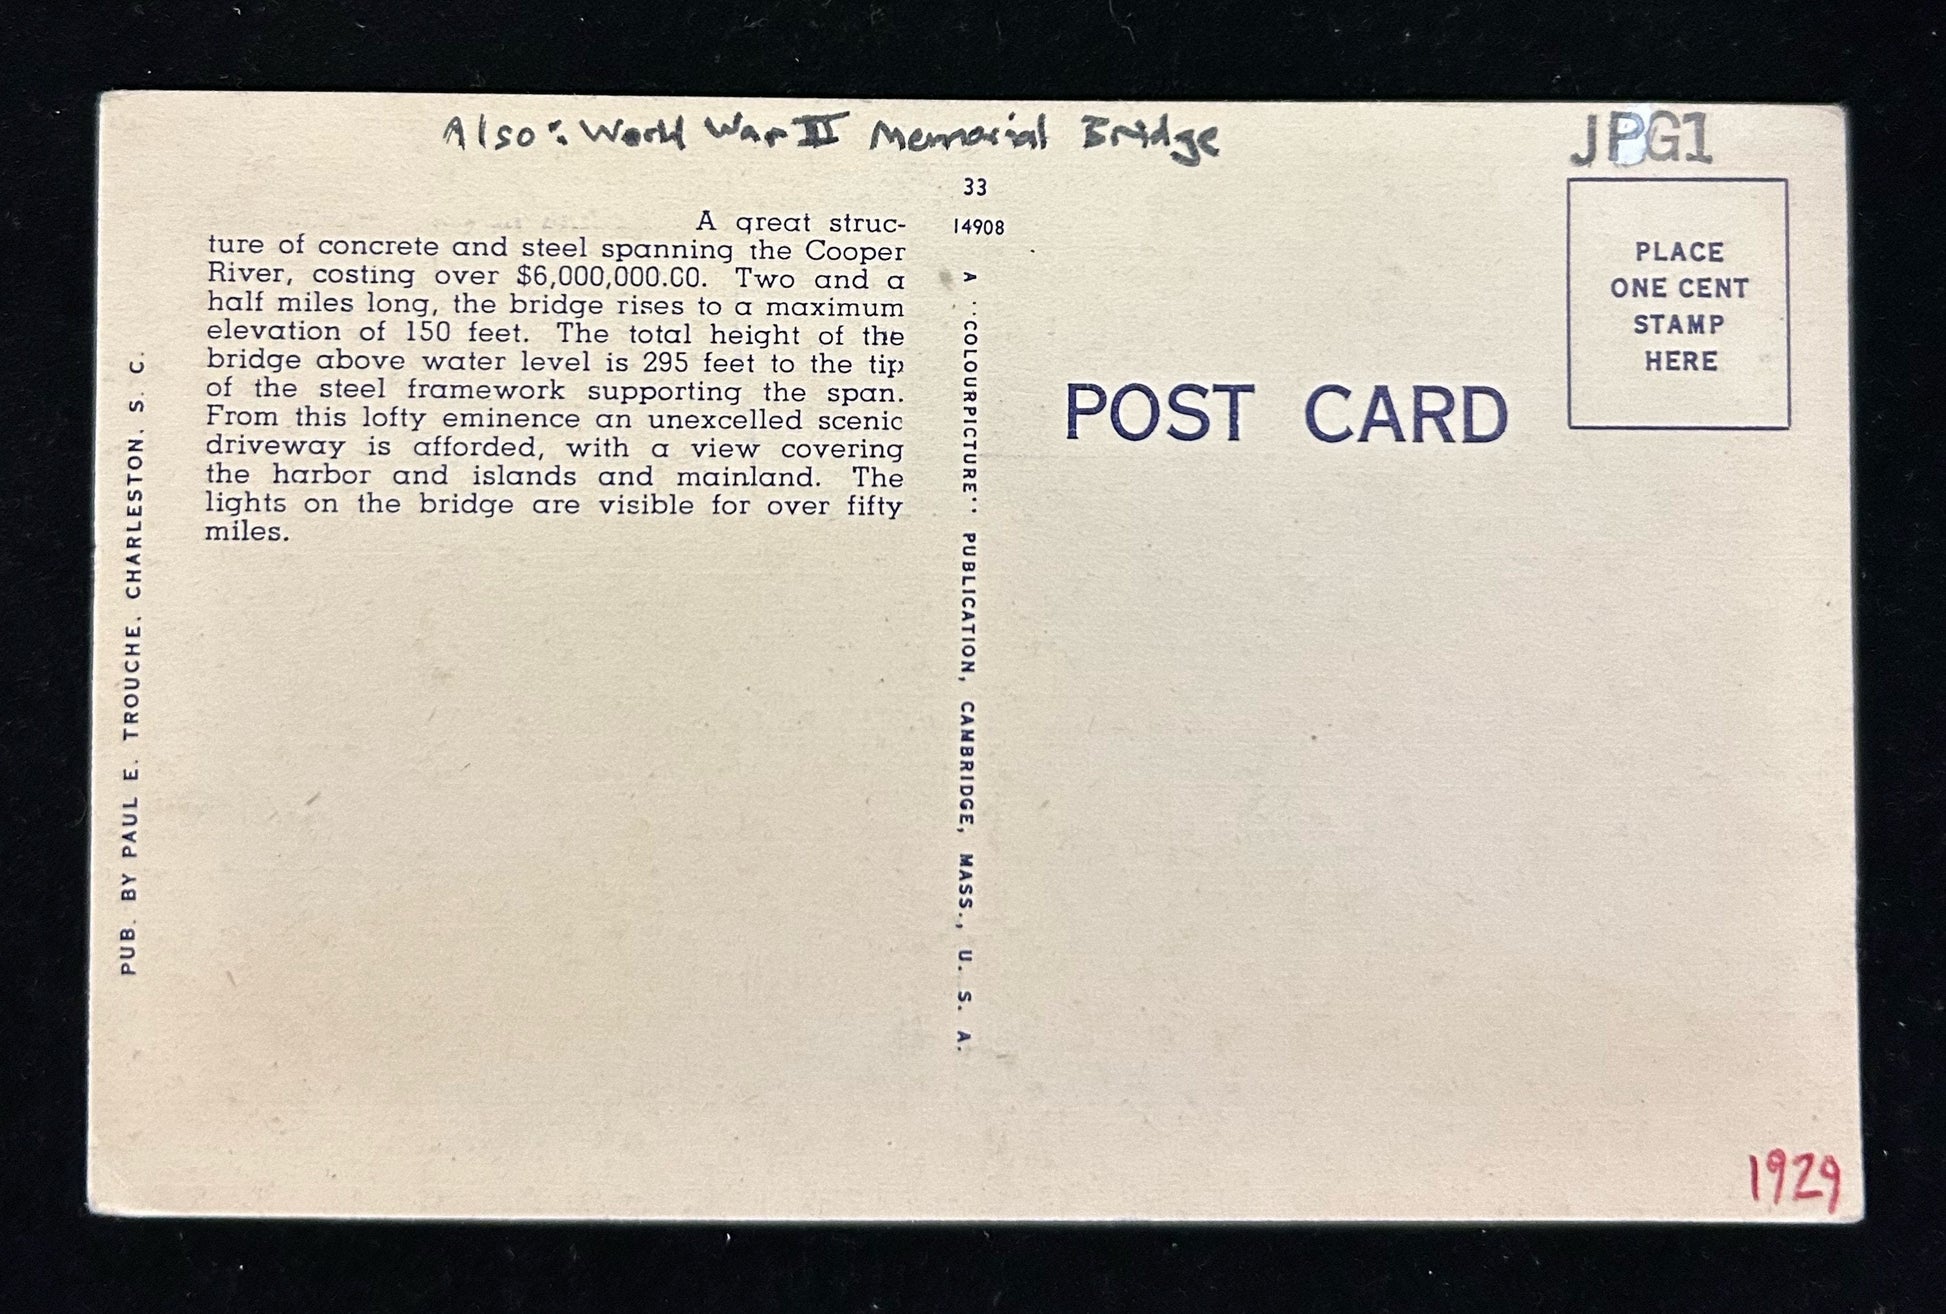 Also: World War II Memorial Bridge
JPG1
33
14908
A great struc-
ture of concrete and steel spanning the Cooper
River, costing over $6,000,000.00. Two and a
half miles long, the bridge rises to a maximum
elevation of 150 feet. The total height of the
bridge above water level is 295 feet to the tip
of the steel framework supporting the span.
From this lofty eminence an unexcelled scenic
driveway is afforded, with a view covering
the harbor and islands and mainland. The
lights on the bridge are visible for over fifty
miles.
PUB. BY PAUL E. TROUCHE, CHARLESTON, S. C.
A "COLOURPICTURE" PUBLICATION, CAMBRIDGE, MASS., U. S. A.
POST CARD
PLACE
ONE CENT
STAMP
HERE
1929